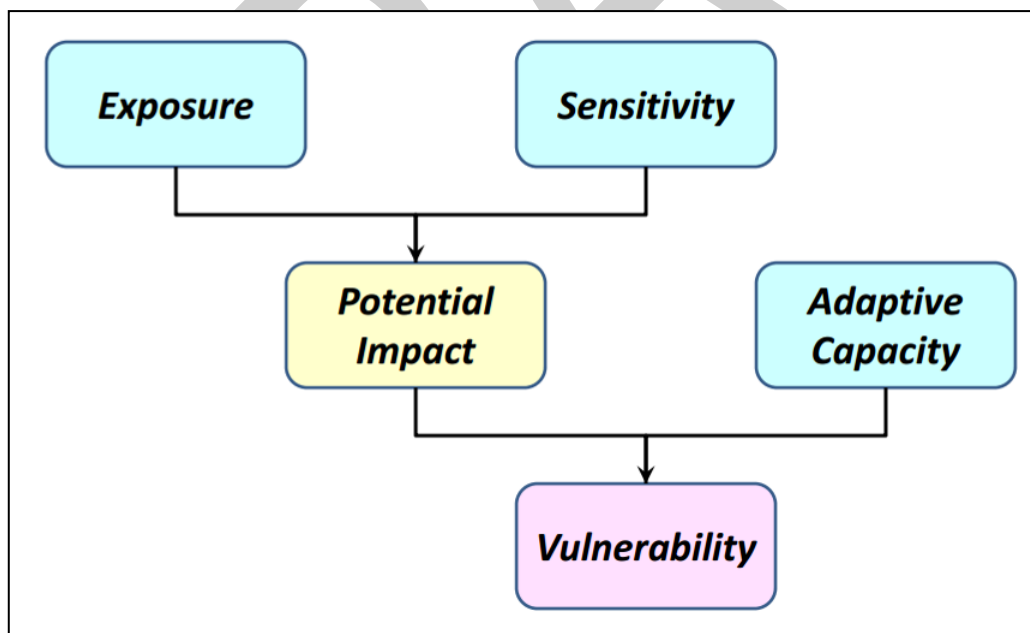 Exposure
Sensitivity
Potential
Impact
Adaptive
Capacity
Vulnerability